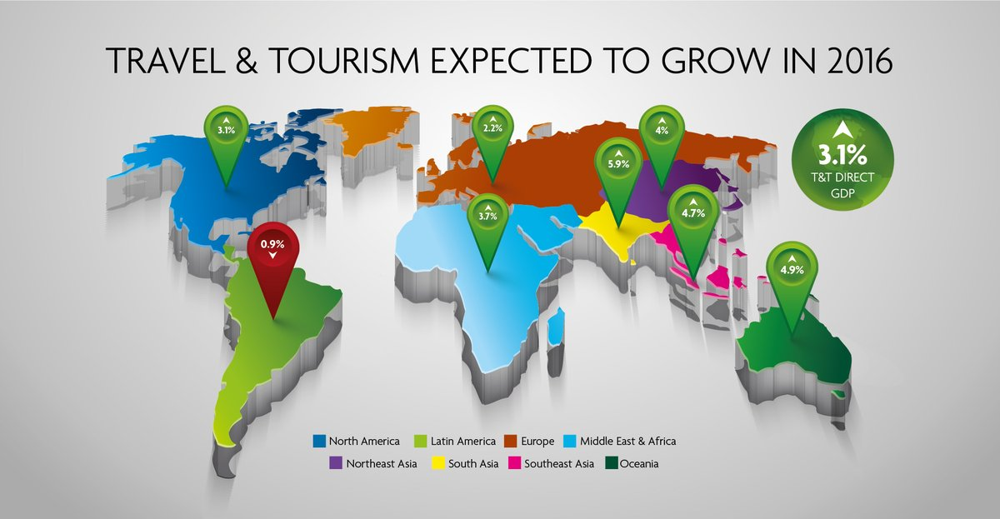 TRAVEL & TOURISM EXPECTED TO GROW IN 2016
3.1%
2.2%
4%
3.1%
T&T DIRECT
GDP
5.9%
4.7%
3.7%
0.9%
4.9%
North America
Latin America
Europe
Middle East & Africa
Northeast Asia
South Asia
Southeast Asia
Oceania